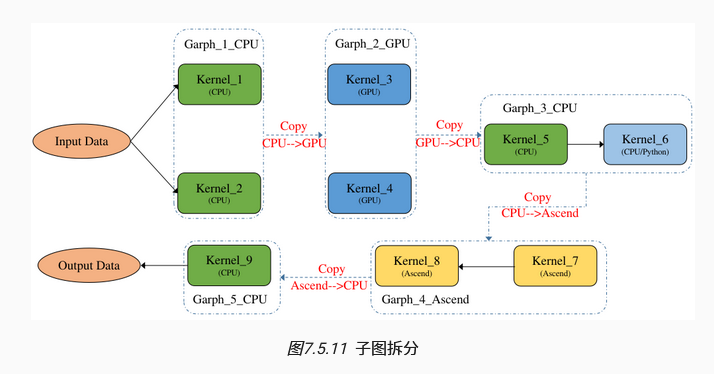 Garph_1_CPU
Garph_2_GPU
Kernel_1
(CPU)
Kernel_3
(GPU)
Garph_3_CPU
Input Data
Copy
CPU-->GPU
Copy
GPU-->CPU
Kernel_5
(CPU)
Kernel_6
(CPU/Python)
Kernel_2
(CPU)
Kernel_4
(GPU)
Copy
CPU-->Ascend
Output Data
Kernel_9
(CPU)
Garph_5_CPU
Copy
Ascend-->CPU
Kernel_8
(Ascend)
Kernel_7
(Ascend)
Garph_4_Ascend
图7.5.11 子图拆分